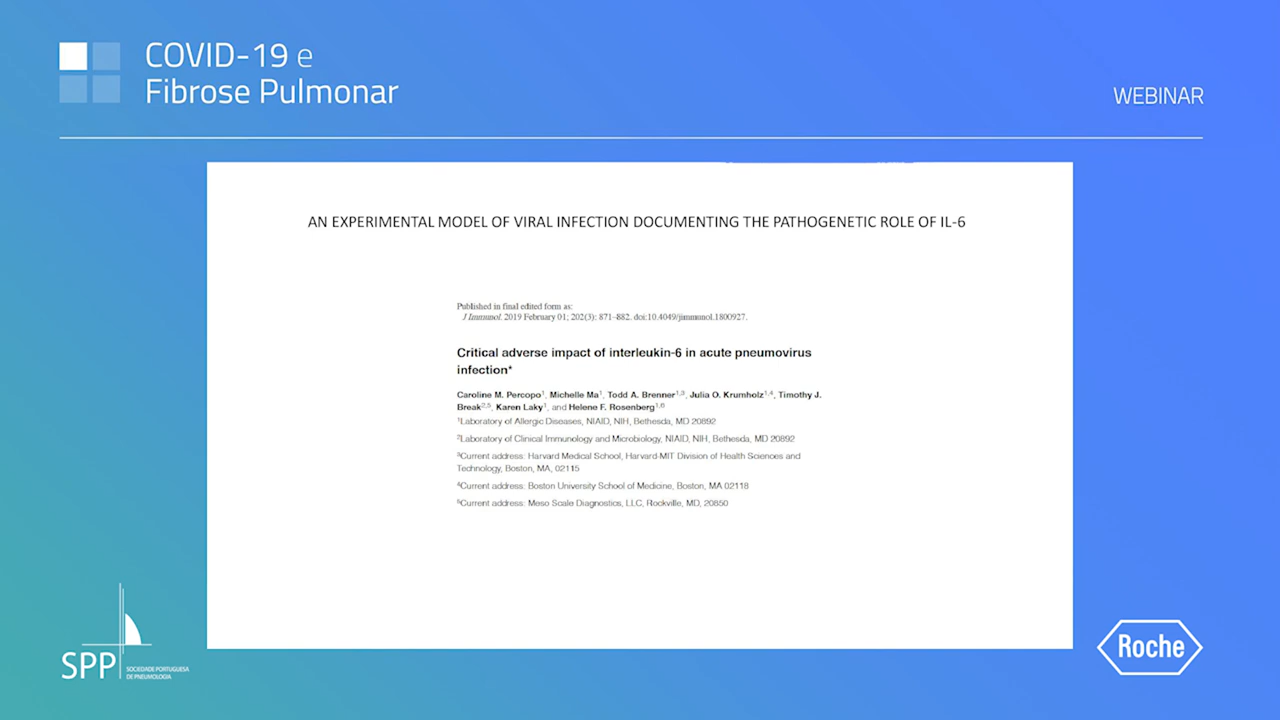 COVID-19 e
Fibrose Pulmonar
WEBINAR
AN EXPERIMENTAL MODEL OF VIRAL INFECTION DOCUMENTING THE PATHOGENETIC ROLE OF IL-6
Published in final edited form as:
J Immunol. 2019 February 01; 202(3): 871–882. doi:10.4049/jimmunol.1800927.
Critical adverse impact of interleukin-6 in acute pneumovirus
infection*
Caroline M. Percopo1, Michelle Ma1, Todd A. Brenner1,3, Julia O. Krumholz1,4, Timothy J.
Break2,5, Karen Laky1, and Helene F. Rosenberg1,6
1Laboratory of Allergic Diseases, NIAID, NIH, Bethesda, MD 20892
2Laboratory of Clinical Immunology and Microbiology, NIAID, NIH, Bethesda, MD 20892
3Current address: Harvard Medical School, Harvard-MIT Division of Health Sciences and
Technology, Boston, MA, 02115
4Current address: Boston University School of Medicine, Boston, MA 02118
5Current address: Meso Scale Diagnostics, LLC, Rockville, MD, 20850
SPP
SOCIEDADE PORTUGUESA
DE PNEUMOLOGIA
Roche